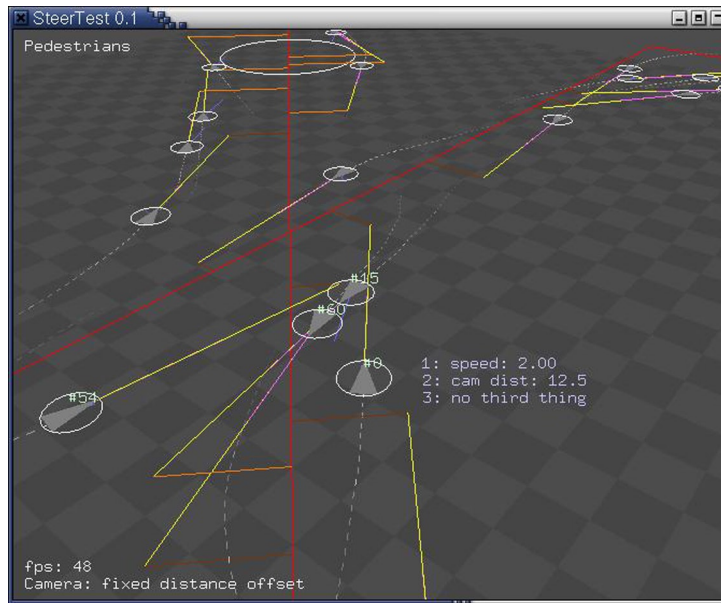 SteerTest 0.1
Pedestrians
#15
#60
#0
1: speed: 2.00
2: cam dist: 12.5
3: no third thing
#54
fps: 48
Camera: fixed distance offset